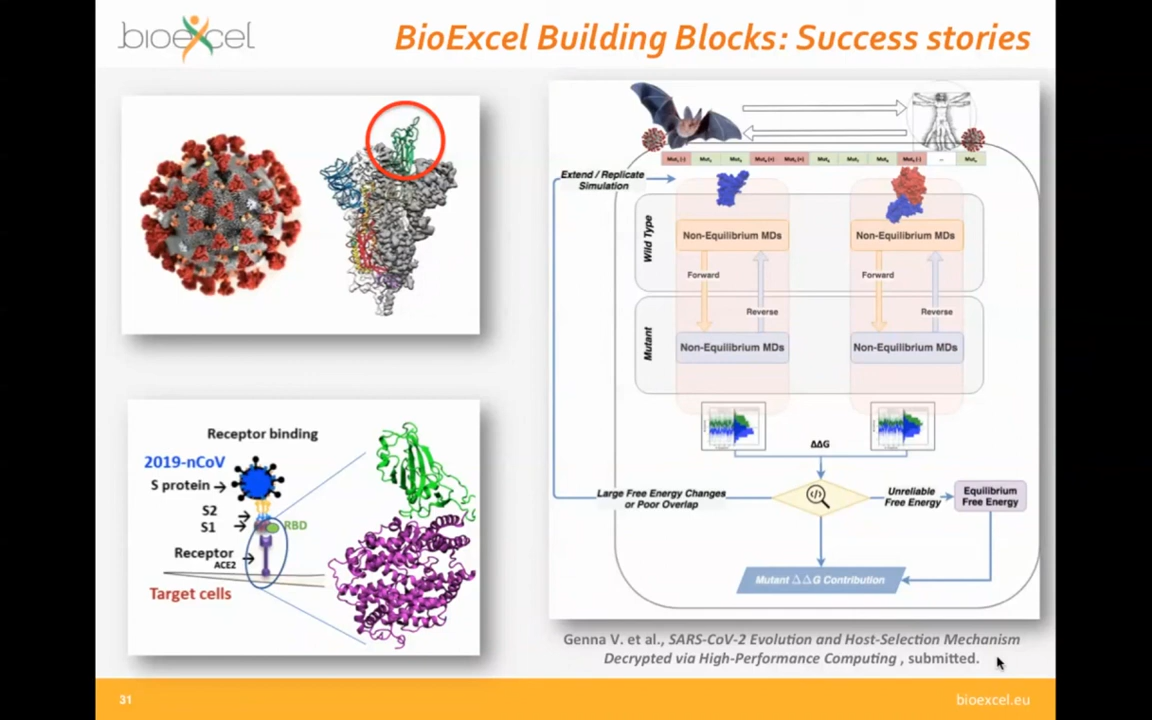 bioexcel
BioExcel Building Blocks: Success stories
Receptor binding
2019-nCoV
S protein
S2
S1
RBD
Receptor
ACE2
Target cells
Extend / Replicate
Simulation
Wild Type
Non-Equilibrium MDs
Non-Equilibrium MDs
Forward
Forward
Reverse
Reverse
Mutant
Non-Equilibrium MDs
Non-Equilibrium MDs
ΔΔG
Large Free Energy Changes
or Poor Overlap
Unreliable
Free Energy
Equilibrium
Free Energy
Mutant ΔΔG Contribution
Genna V. et al., SARS-CoV-2 Evolution and Host-Selection Mechanism
Decrypted via High-Performance Computing , submitted.
31
bioexcel.eu